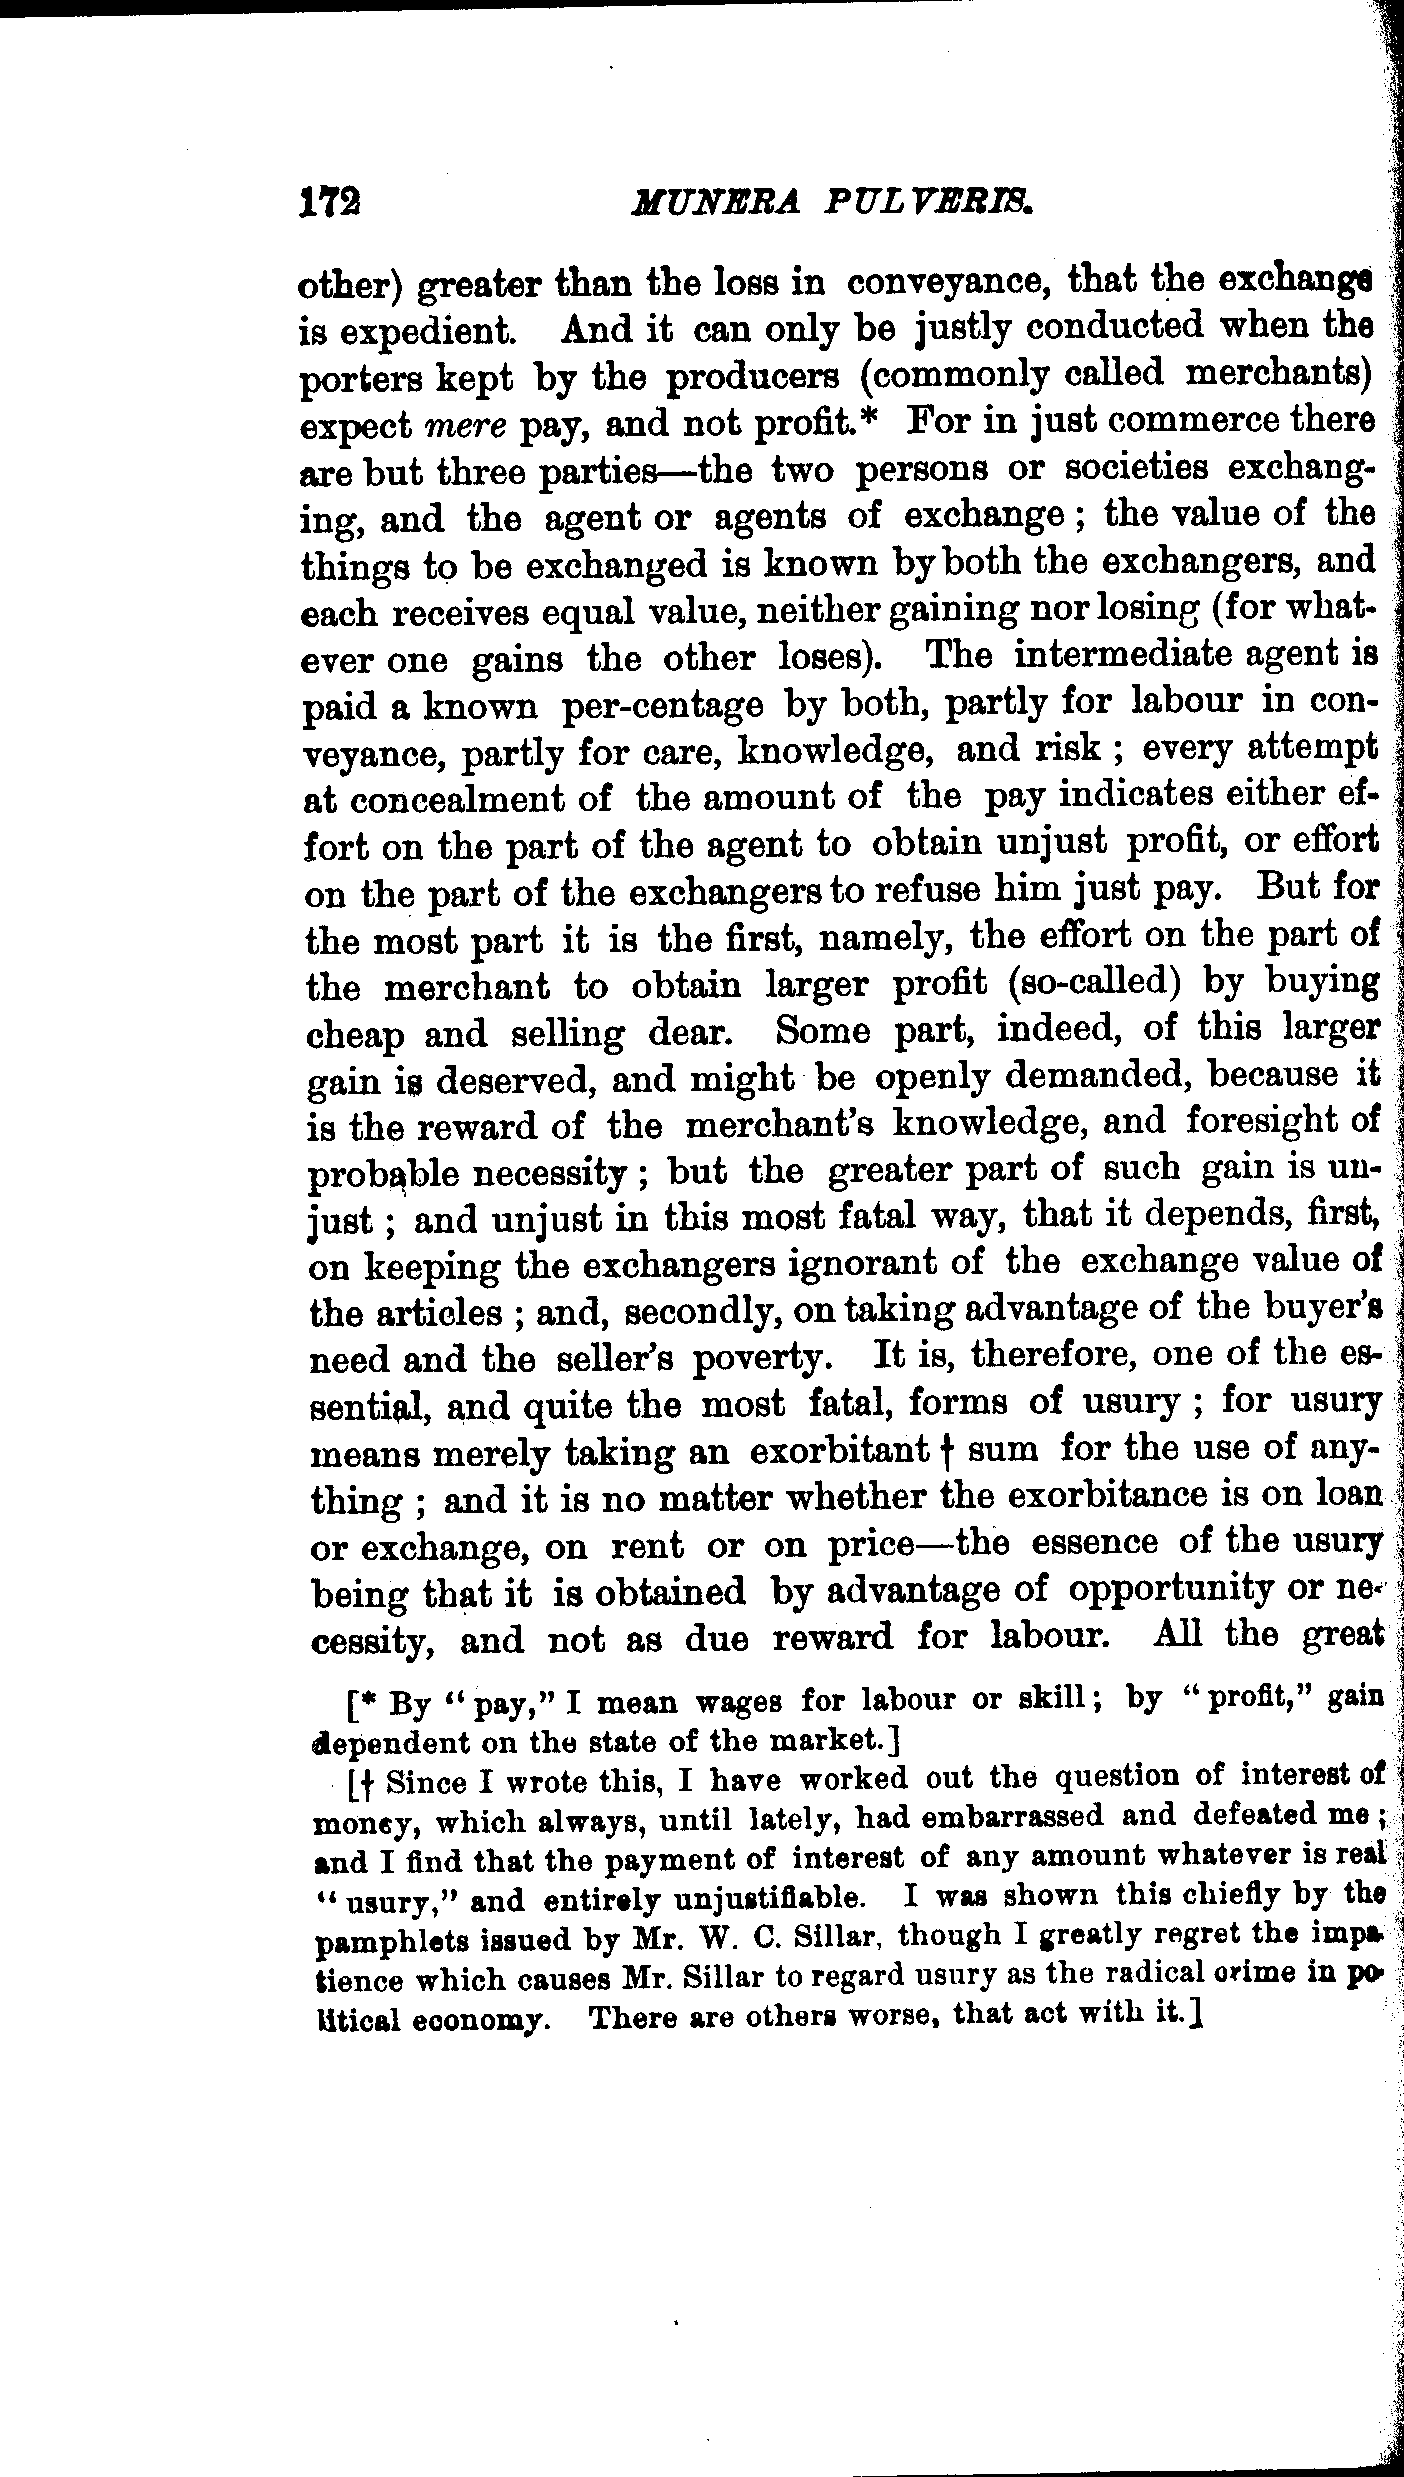 172 MUNERA PULVERIS.
other) greater than the loss in conveyance, that the exchange
is expedient. And it can only be justly conducted when the
porters kept by the producers (commonly called merchants)
expect mere pay, and not profit.* For in just commerce there
are but three parties—the two persons or societies exchang-
ing, and the agent or agents of exchange ; the value of the
things to be exchanged is known by both the exchangers, and
each receives equal value, neither gaining nor losing (for what-
ever one gains the other loses). The intermediate agent is
paid a known per-centage by both, partly for labour in con-
veyance, partly for care, knowledge, and risk ; every attempt
at concealment of the amount of the pay indicates either ef-
fort on the part of the agent to obtain unjust profit, or effort
on the part of the exchangers to refuse him just pay. But for
the most part it is the first, namely, the effort on the part of
the merchant to obtain larger profit (so-called) by buying
cheap and selling dear. Some part, indeed, of this larger
gain is deserved, and might be openly demanded, because it
is the reward of the merchant's knowledge, and foresight of
probable necessity ; but the greater part of such gain is un-
just ; and unjust in this most fatal way, that it depends, first,
on keeping the exchangers ignorant of the exchange value of
the articles ; and, secondly, on taking advantage of the buyer's
need and the seller's poverty. It is, therefore, one of the es-
sential, and quite the most fatal, forms of usury ; for usury
means merely taking an exorbitant † sum for the use of any-
thing ; and it is no matter whether the exorbitance is on loan
or exchange, on rent or on price—the essence of the usury
being that it is obtained by advantage of opportunity or ne-
cessity, and not as due reward for labour. All the great
[* By “ pay,” I mean wages for labour or skill ; by “ profit,” gain
dependent on the state of the market.]
[† Since I wrote this, I have worked out the question of interest of
money, which always, until lately, had embarrassed and defeated me ;
and I find that the payment of interest of any amount whatever is real
“ usury,” and entirely unjustifiable. I was shown this chiefly by the
pamphlets issued by Mr. W. C. Sillar, though I greatly regret the impa-
tience which causes Mr. Sillar to regard usury as the radical crime in po-
litical economy. There are others worse, that act with it.]